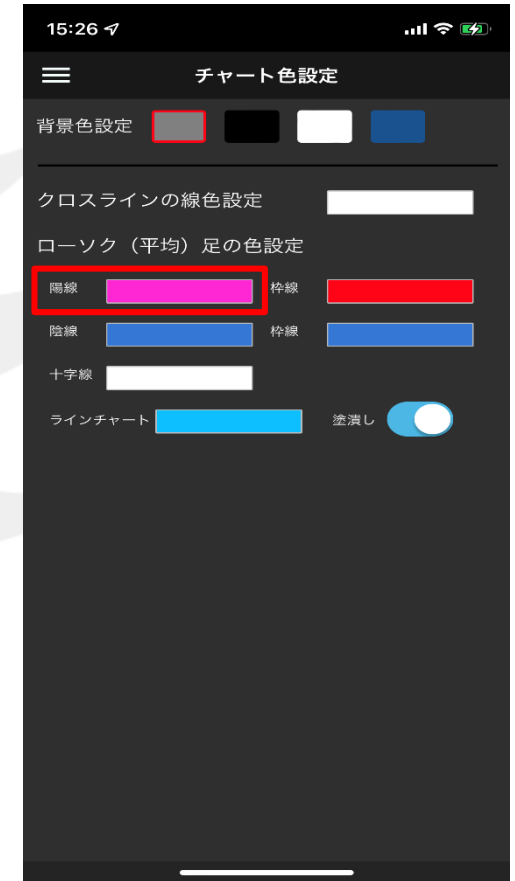 15:26
チャート色設定
背景色設定
クロスラインの線色設定
ローソク（平均）足の色設定
陽線 枠線
陰線 枠線
十字線
ラインチャート 塗潰し